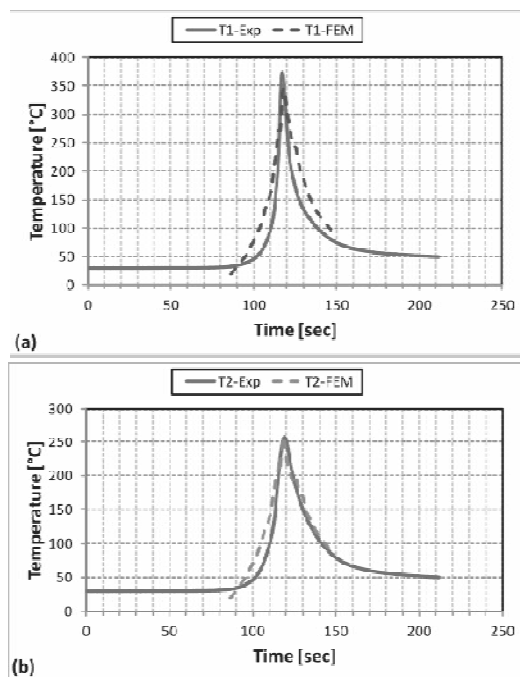 T1-Exp T1-FEM
400
350
300
250
200
150
100
50
0
Temperature [°C]
0 50 100 150 200 250
Time [sec]
(a)
T2-Exp T2-FEM
300
250
200
150
100
50
0
Temperature [°C]
0 50 100 150 200 250
Time [sec]
(b)